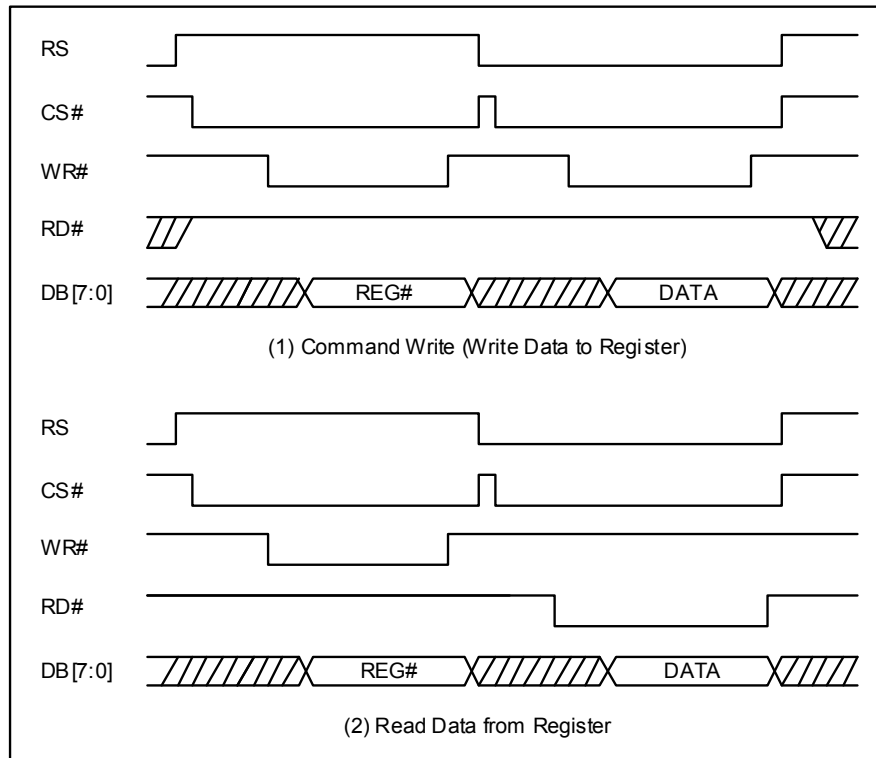 RS
CS#
WR#
RD#
DB[7:0] REG# DATA
(1) Command Write (Write Data to Register)
RS
CS#
WR#
RD#
DB[7:0] REG# DATA
(2) Read Data from Register